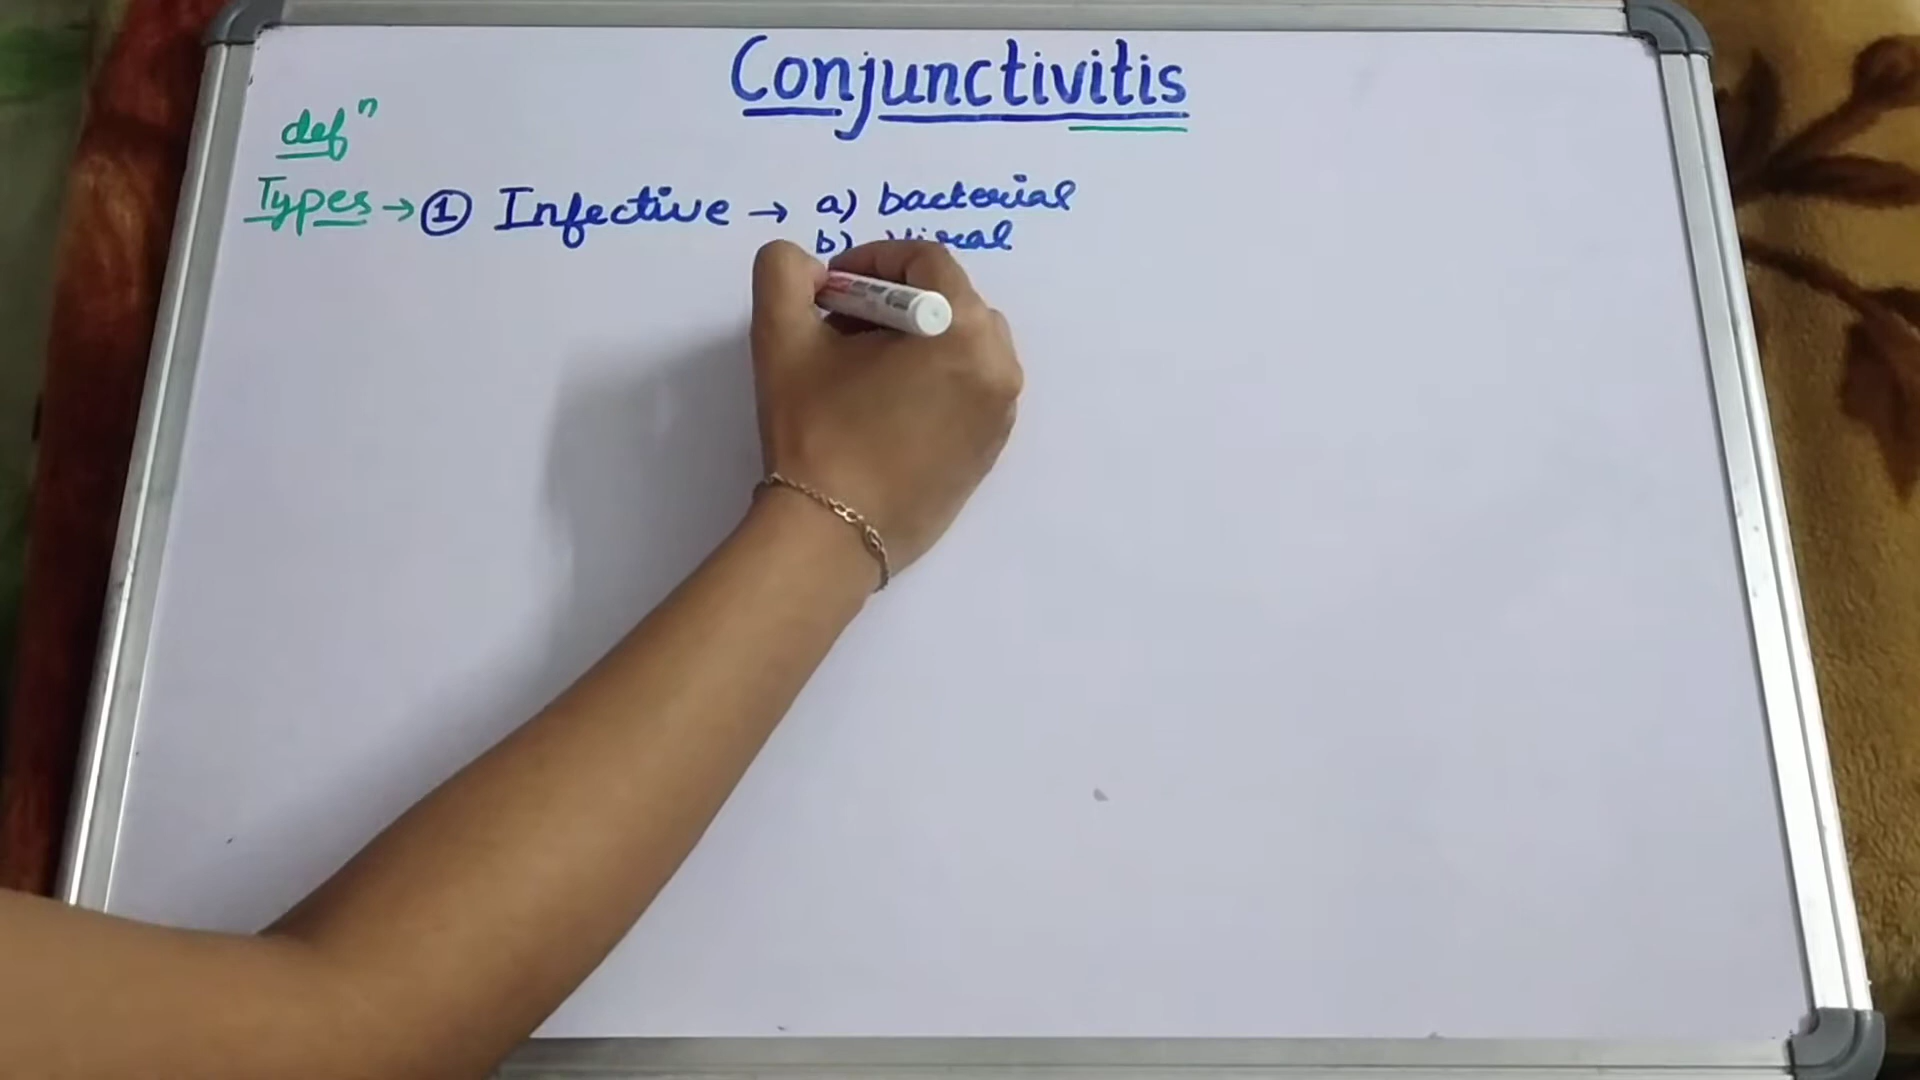 Conjunctivitis
defⁿ
Types → ① Infective → a) bacterial
b) Viral